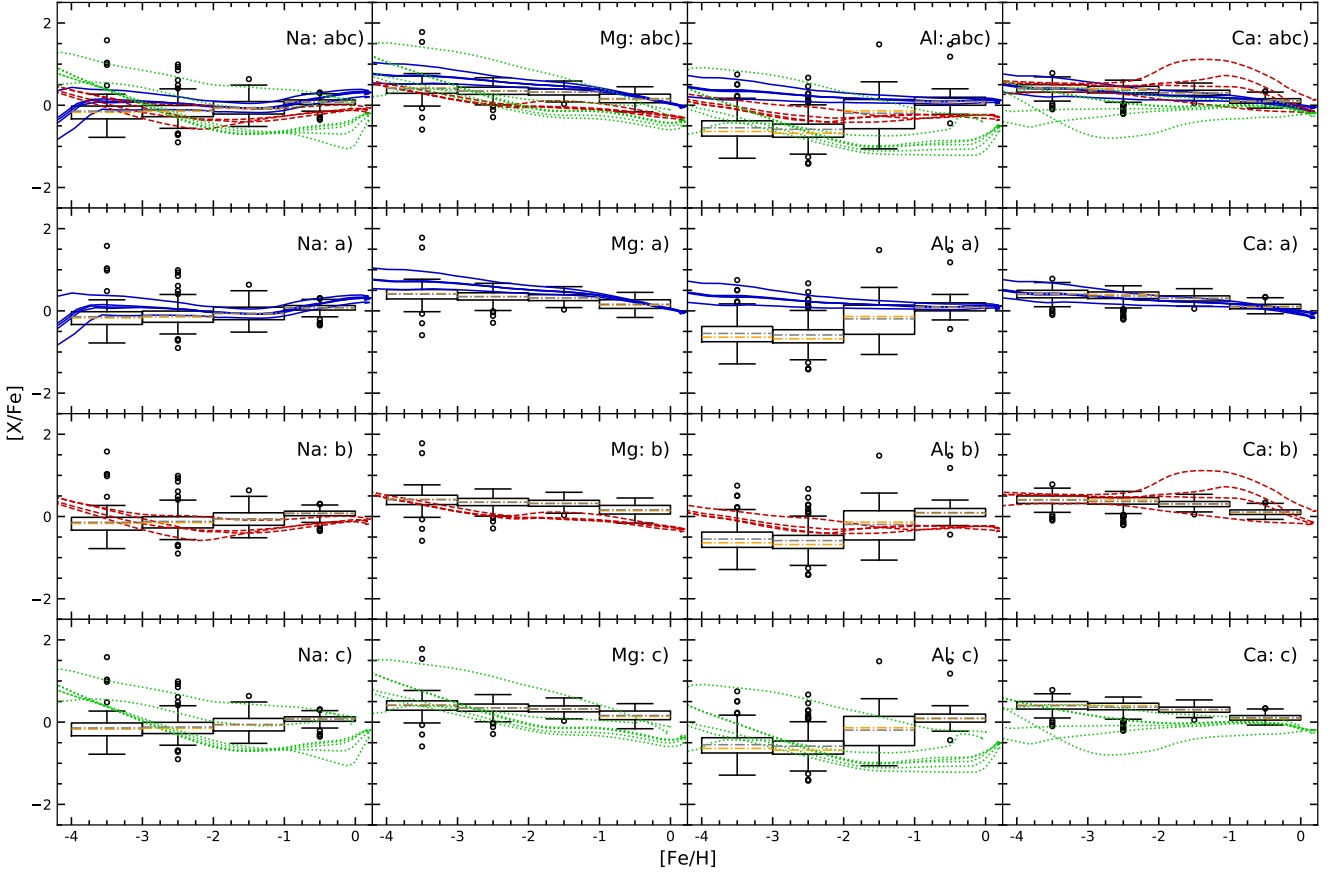 Na: abc) Mg: abc) Al: abc) Ca: abc)
2
0
−2
Na: a) Mg: a) Al: a) Ca: a)
2
0
−2
[X/Fe]
Na: b) Mg: b) Al: b) Ca: b)
2
0
−2
Na: c) Mg: c) Al: c) Ca: c)
2
0
−2
-4 -3 -2 -1 0 -4 -3 -2 -1 0 -4 -3 -2 -1 0 -4 -3 -2 -1 0
[Fe/H]